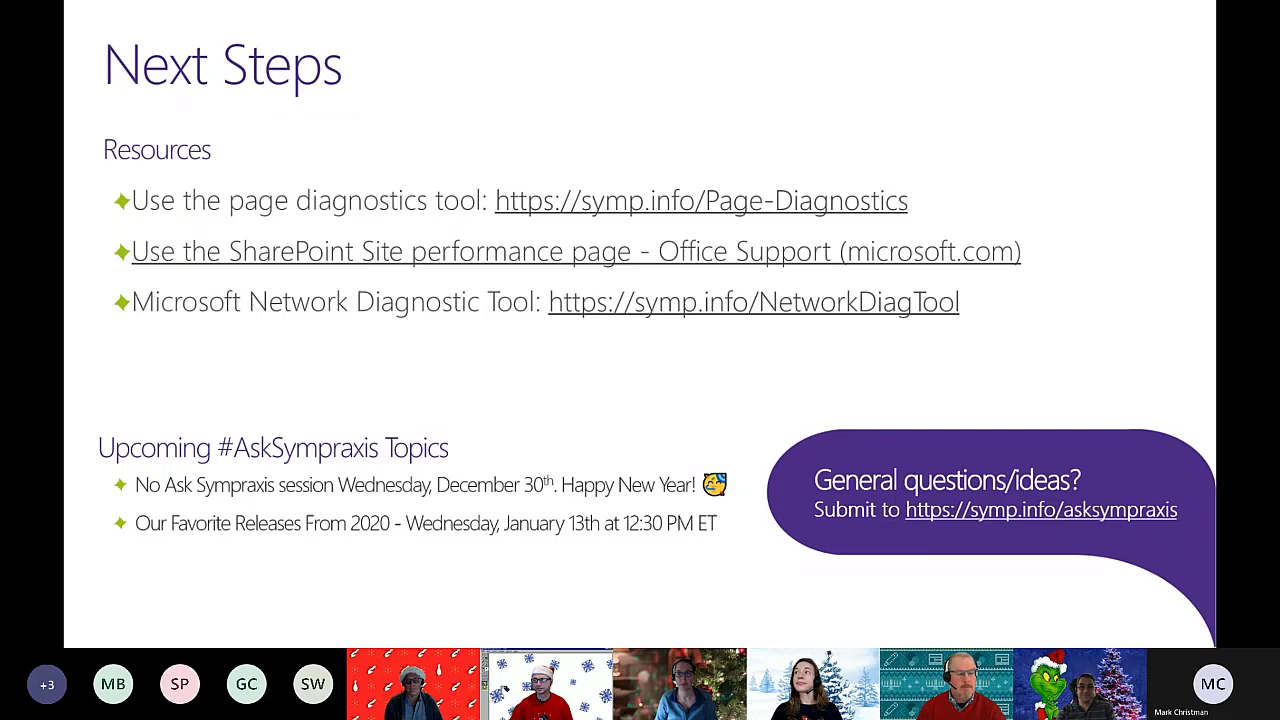 Next Steps
Resources
Use the page diagnostics tool: https://symp.info/Page-Diagnostics
Use the SharePoint Site performance page - Office Support (microsoft.com)
Microsoft Network Diagnostic Tool: https://symp.info/NetworkDiagTool
Upcoming #AskSympraxis Topics
No Ask Sympraxis session Wednesday, December 30th. Happy New Year! 🥳
Our Favorite Releases From 2020 - Wednesday, January 13th at 12:30 PM ET
General questions/ideas?
Submit to https://symp.info/asksympraxis
+3
MB
SP
GC
SW
MC
Mark Christman